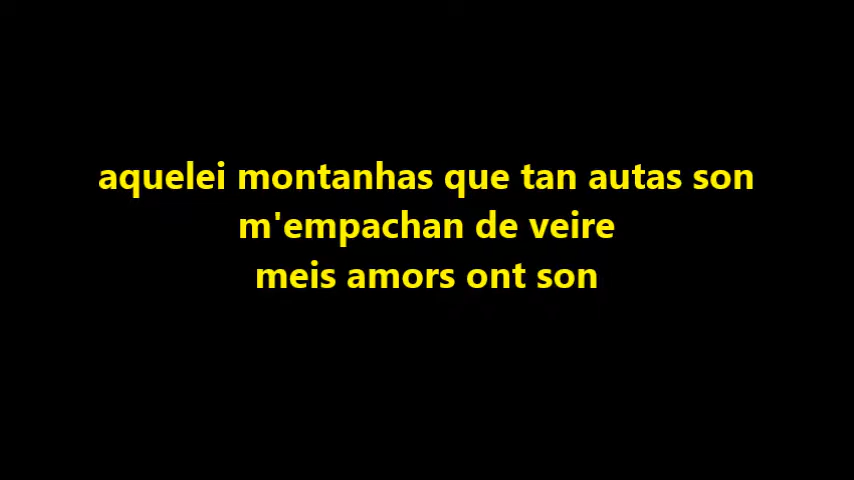 aquelei montanhas que tan autas son
m'empachan de veire
meis amors ont son